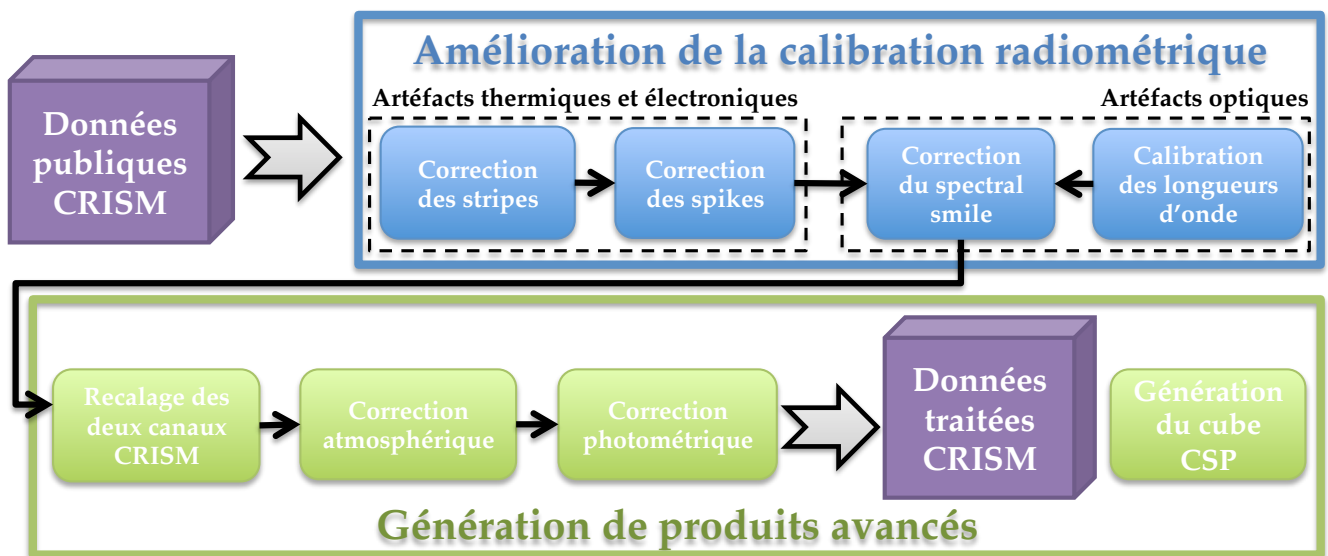 Amélioration de la calibration radiométrique
Données
publiques
CRISM
Artéfacts thermiques et électroniques
Artéfacts optiques
Correction
des stripes
Correction
des spikes
Correction
du spectral
smile
Calibration
des longueurs
d'onde
Recalage des
deux canaux
CRISM
Correction
atmosphérique
Correction
photométrique
Données
traitées
CRISM
Génération
du cube
CSP
Génération de produits avancés